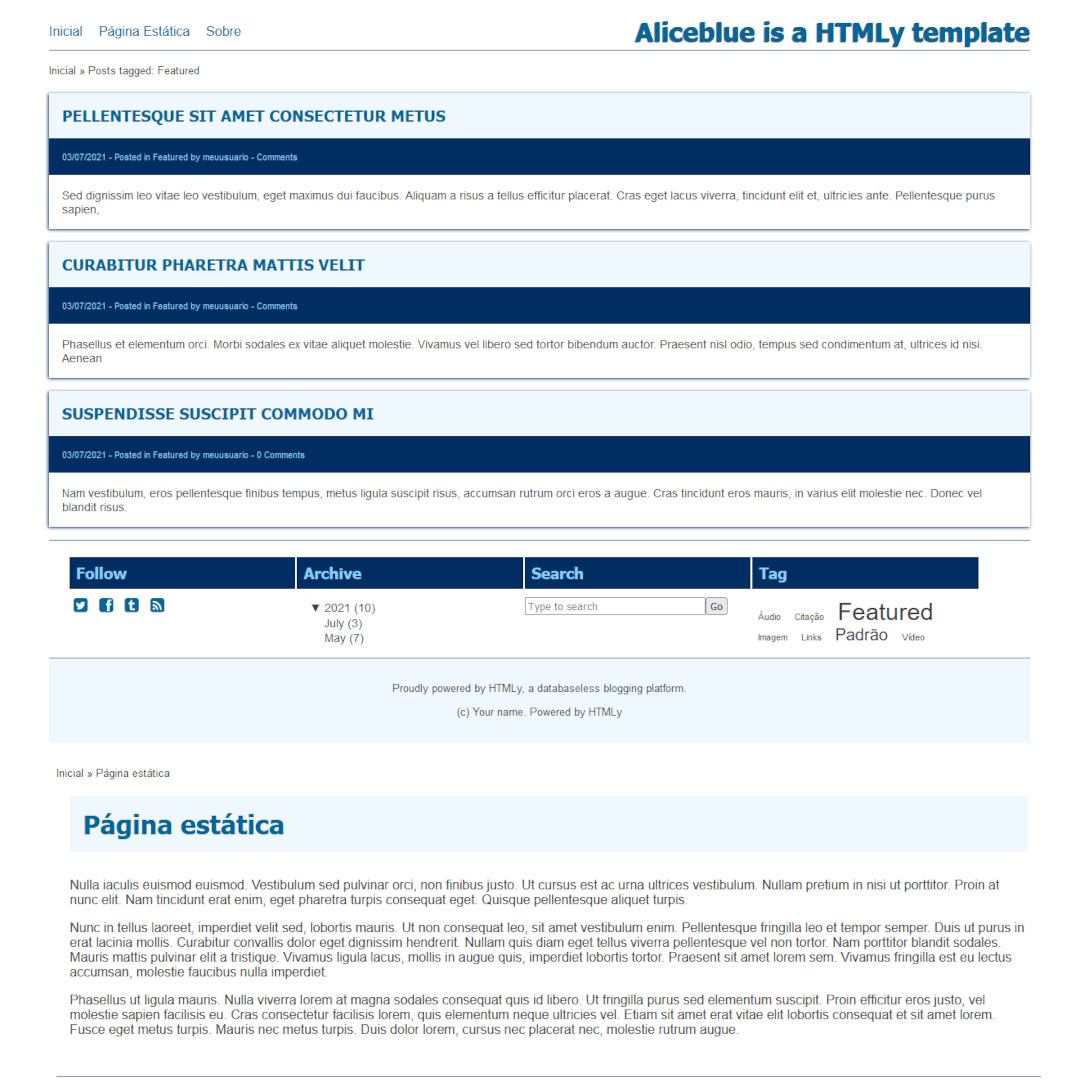 Inicial Página Estática Sobre
Aliceblue is a HTMLy template
Inicial » Posts tagged: Featured
PELLENTESQUE SIT AMET CONSECTETUR METUS
03/07/2021 - Posted in Featured by meuusuario - Comments
Sed dignissim leo vitae leo vestibulum, eget maximus dui faucibus. Aliquam a risus a tellus efficitur placerat. Cras eget lacus viverra, tincidunt elit et, ultricies ante. Pellentesque purus
sapien,
CURABITUR PHARETRA MATTIS VELIT
03/07/2021 - Posted in Featured by meuusuario - Comments
Phasellus et elementum orci. Morbi sodales ex vitae aliquet molestie. Vivamus vel libero sed tortor bibendum auctor. Praesent nisl odio, tempus sed condimentum at, ultrices id nisi.
Aenean
SUSPENDISSE SUSCIPIT COMMODO MI
03/07/2021 - Posted in Featured by meuusuario - 0 Comments
Nam vestibulum, eros pellentesque finibus tempus, metus ligula suscipit risus, accumsan rutrum orci eros a augue. Cras tincidunt eros mauris, in varius elit molestie nec. Donec vel
blandit risus.
Follow
Archive
▼ 2021 (10)
July (3)
May (7)
Search
Type to search Go
Tag
Áudio Citação Featured
Imagem Links Padrão Vídeo
Proudly powered by HTMLy, a databaseless blogging platform.
(c) Your name. Powered by HTMLy
Inicial » Página estática
Página estática
Nulla iaculis euismod euismod. Vestibulum sed pulvinar orci, non finibus justo. Ut cursus est ac urna ultrices vestibulum. Nullam pretium in nisi ut porttitor. Proin at
nunc elit. Nam tincidunt erat enim, eget pharetra turpis consequat eget. Quisque pellentesque aliquet turpis.
Nunc in tellus laoreet, imperdiet velit sed, lobortis mauris. Ut non consequat leo, sit amet vestibulum enim. Pellentesque fringilla leo et tempor semper. Duis ut purus in
erat lacinia mollis. Curabitur convallis dolor eget dignissim hendrerit. Nullam quis diam eget tellus viverra pellentesque vel non tortor. Nam porttitor blandit sodales.
Mauris mattis pulvinar elit a tristique. Vivamus ligula lacus, mollis in augue quis, imperdiet lobortis tortor. Praesent sit amet lorem sem. Vivamus fringilla est eu lectus
accumsan, molestie faucibus nulla imperdiet.
Phasellus ut ligula mauris. Nulla viverra lorem at magna sodales consequat quis id libero. Ut fringilla purus sed elementum suscipit. Proin efficitur eros justo, vel
molestie sapien facilisis eu. Cras consectetur facilisis lorem, quis elementum neque ultricies vel. Etiam sit amet erat vitae elit lobortis consequat et sit amet lorem.
Fusce eget metus turpis. Mauris nec metus turpis. Duis dolor lorem, cursus nec placerat nec, molestie rutrum augue.